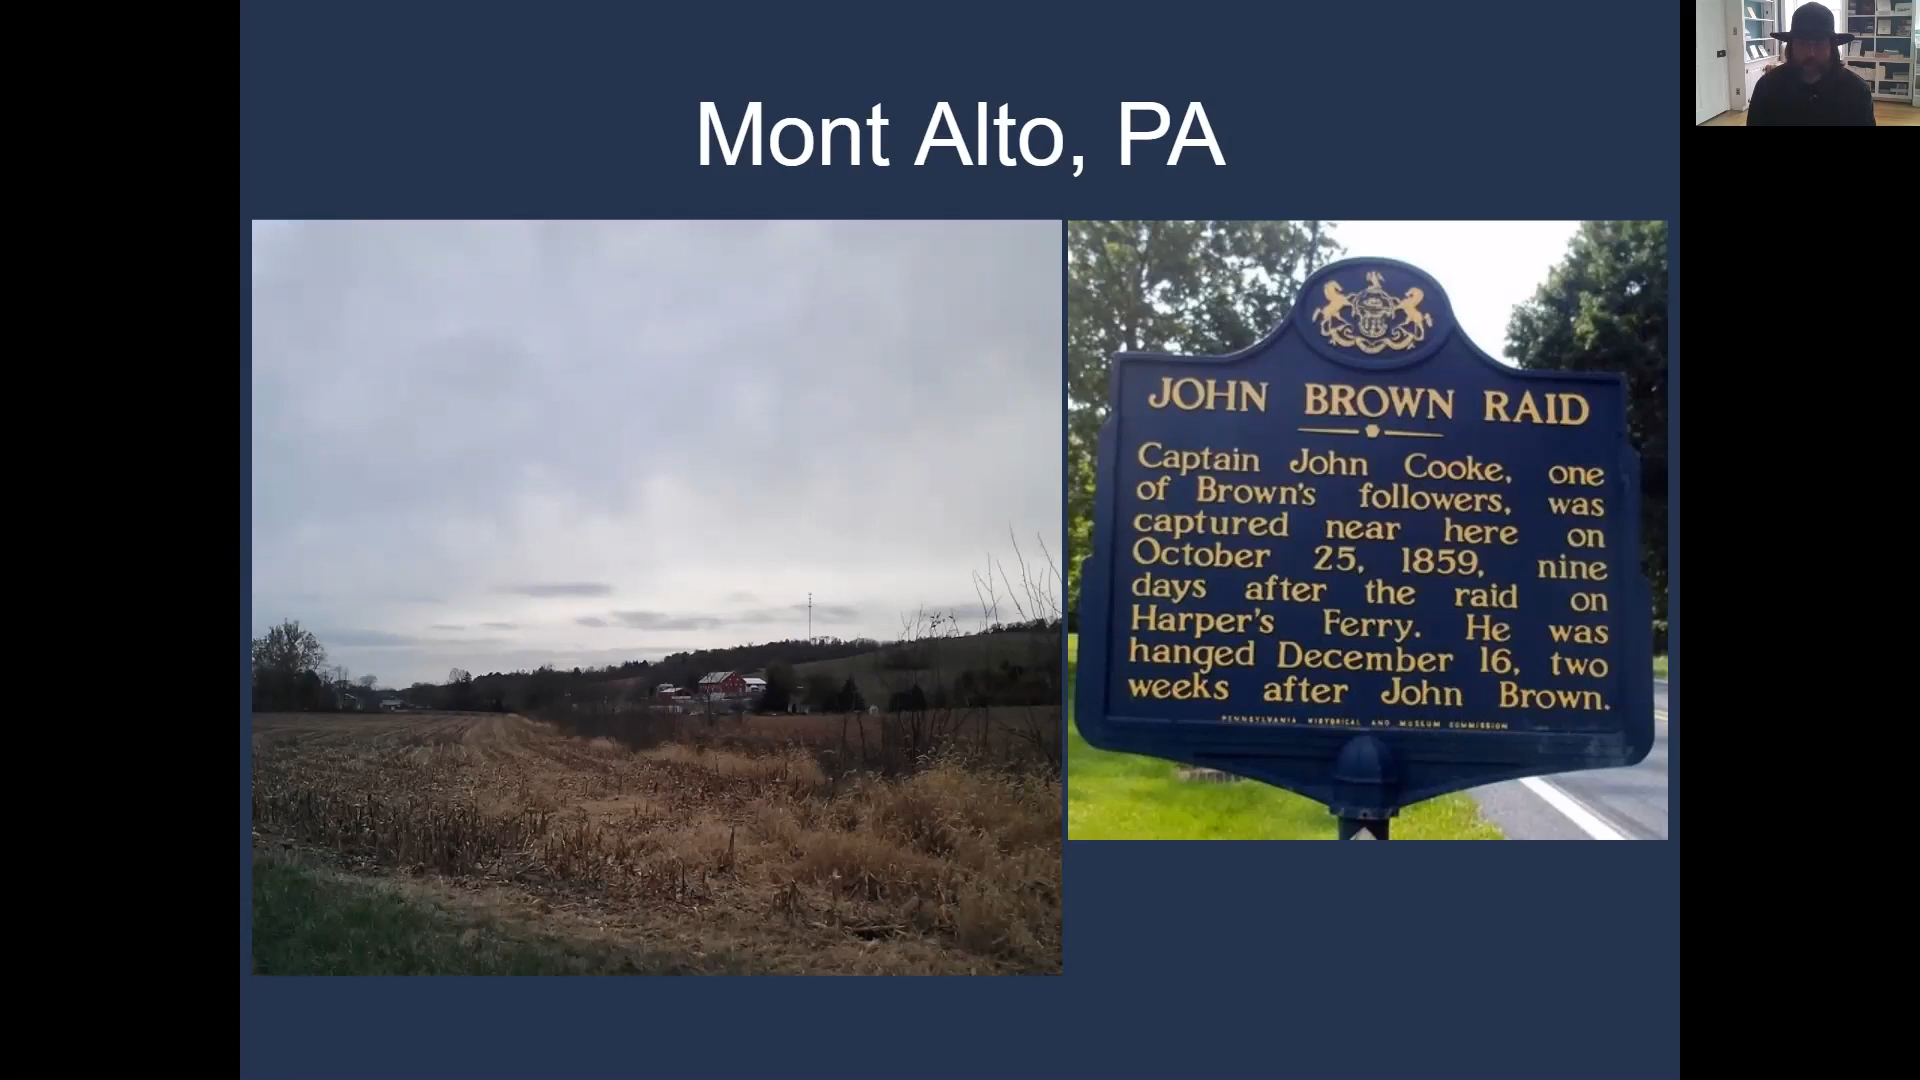 Mont Alto, PA
JOHN BROWN RAID
Captain John Cooke, one
of Brown's followers, was
captured near here on
October 25, 1859, nine
days after the raid on
Harper's Ferry. He was
hanged December 16, two
weeks after John Brown.
PENNSYLVANIA HISTORICAL AND MUSEUM COMMISSION